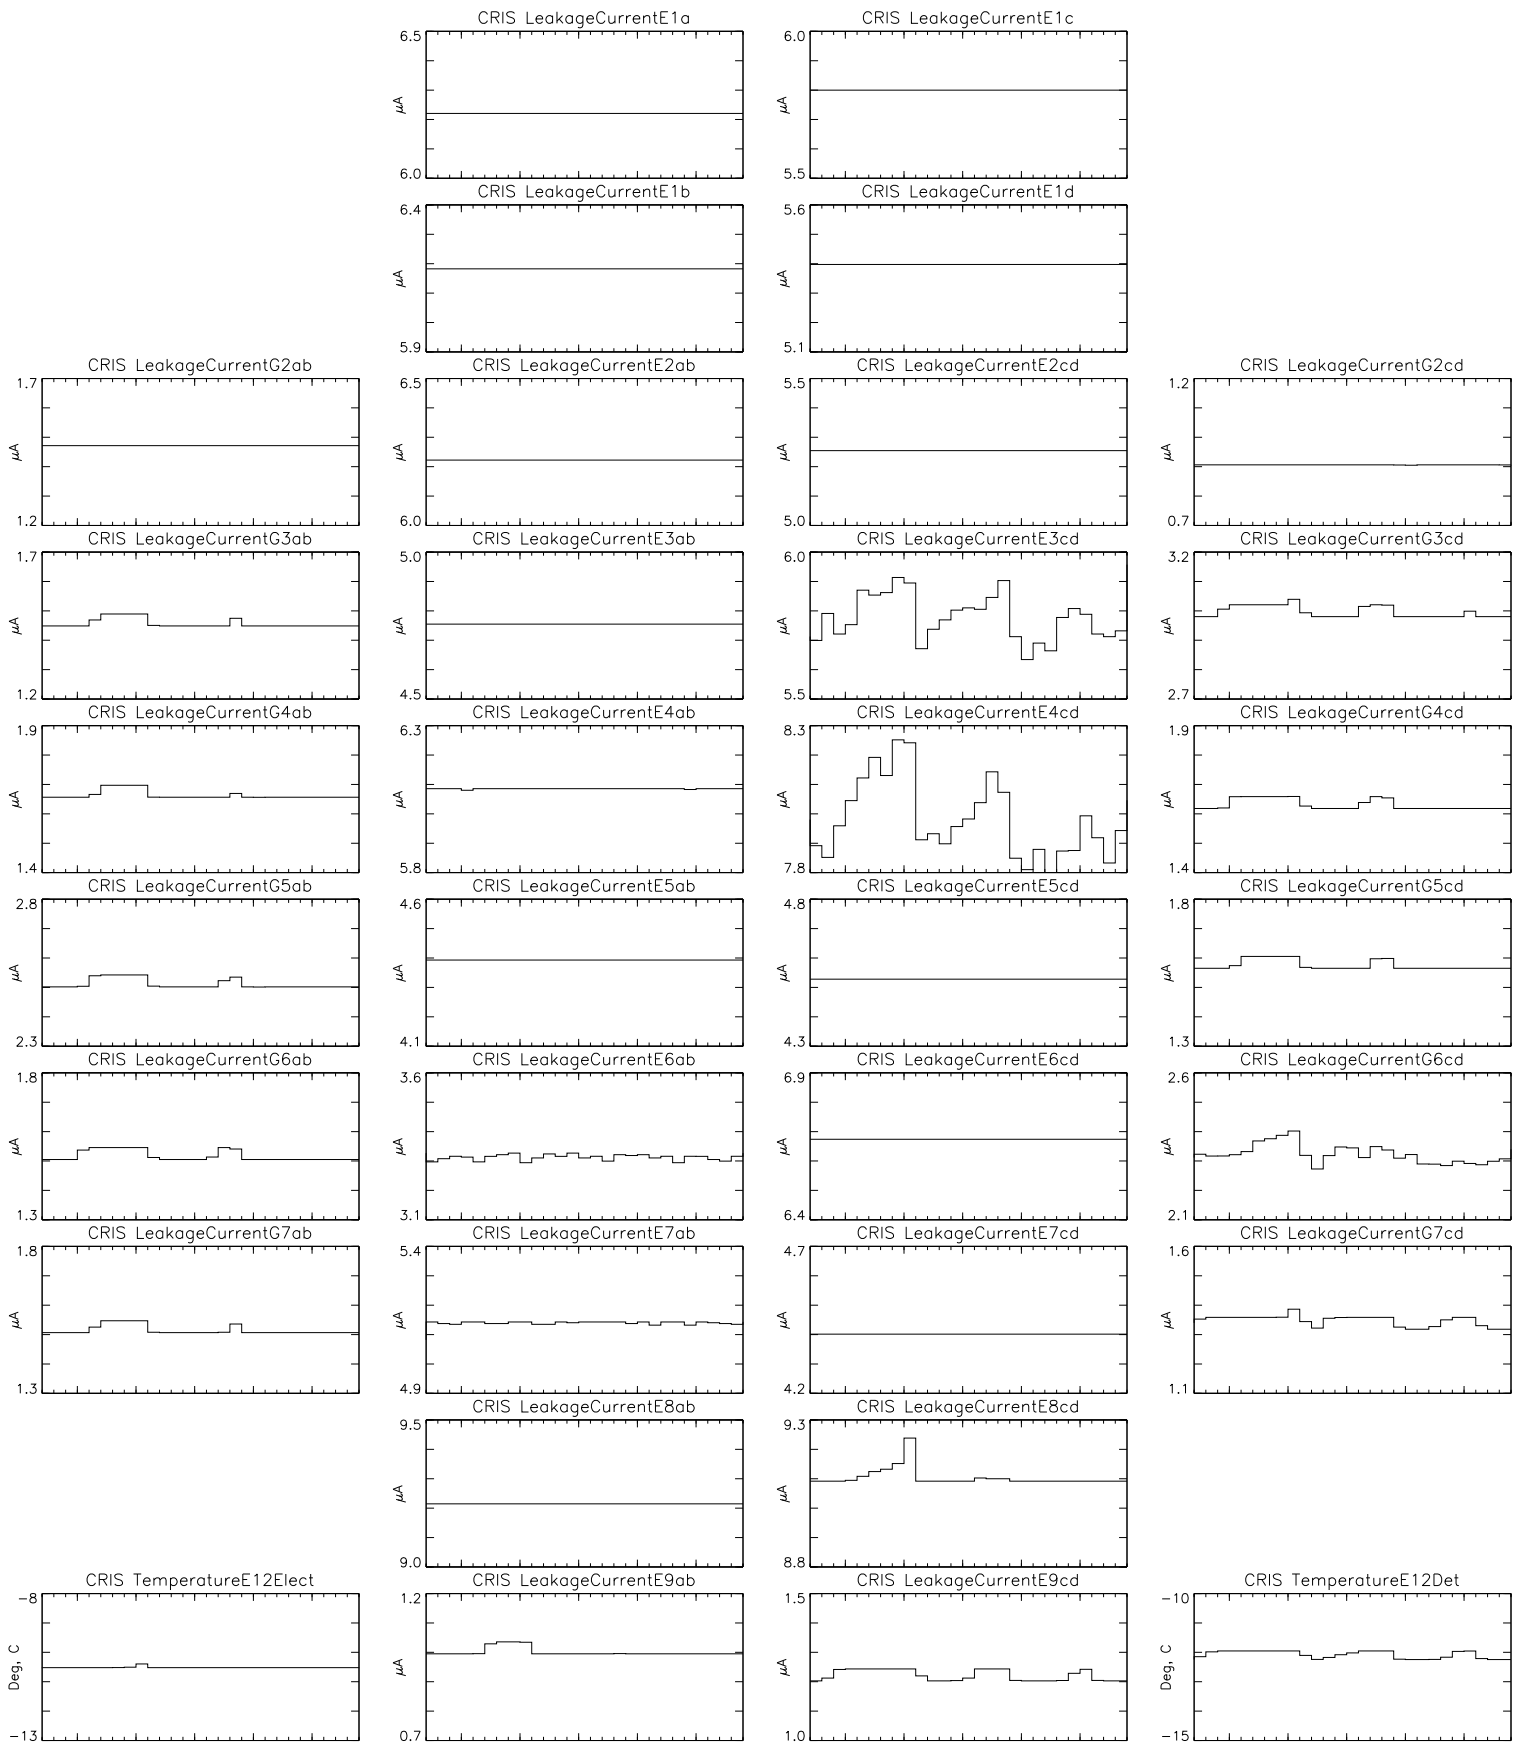 CRIS LeakageCurrentE1a
6.5
μA
6.0
CRIS LeakageCurrentE1c
6.0
μA
5.5
CRIS LeakageCurrentE1b
6.4
μA
5.9
CRIS LeakageCurrentE1d
5.6
μA
5.1
CRIS LeakageCurrentG2ab
1.7
μA
1.2
CRIS LeakageCurrentE2ab
6.5
μA
6.0
CRIS LeakageCurrentE2cd
5.5
μA
5.0
CRIS LeakageCurrentG2cd
1.2
μA
0.7
CRIS LeakageCurrentG3ab
1.7
μA
1.2
CRIS LeakageCurrentE3ab
5.0
μA
4.5
CRIS LeakageCurrentE3cd
6.0
μA
5.5
CRIS LeakageCurrentG3cd
3.2
μA
2.7
CRIS LeakageCurrentG4ab
1.9
μA
1.4
CRIS LeakageCurrentE4ab
6.3
μA
5.8
CRIS LeakageCurrentE4cd
8.3
μA
7.8
CRIS LeakageCurrentG4cd
1.9
μA
1.4
CRIS LeakageCurrentG5ab
2.8
μA
2.3
CRIS LeakageCurrentE5ab
4.6
μA
4.1
CRIS LeakageCurrentE5cd
4.8
μA
4.3
CRIS LeakageCurrentG5cd
1.8
μA
1.3
CRIS LeakageCurrentG6ab
1.8
μA
1.3
CRIS LeakageCurrentE6ab
3.6
μA
3.1
CRIS LeakageCurrentE6cd
6.9
μA
6.4
CRIS LeakageCurrentG6cd
2.6
μA
2.1
CRIS LeakageCurrentG7ab
1.8
μA
1.3
CRIS LeakageCurrentE7ab
5.4
μA
4.9
CRIS LeakageCurrentE7cd
4.7
μA
4.2
CRIS LeakageCurrentG7cd
1.6
μA
1.1
CRIS LeakageCurrentE8ab
9.5
μA
9.0
CRIS LeakageCurrentE8cd
9.3
μA
8.8
CRIS TemperatureE12Elect
−8
Deg, C
−13
CRIS LeakageCurrentE9ab
1.2
μA
0.7
CRIS LeakageCurrentE9cd
1.5
μA
1.0
CRIS TemperatureE12Det
−10
Deg, C
−15